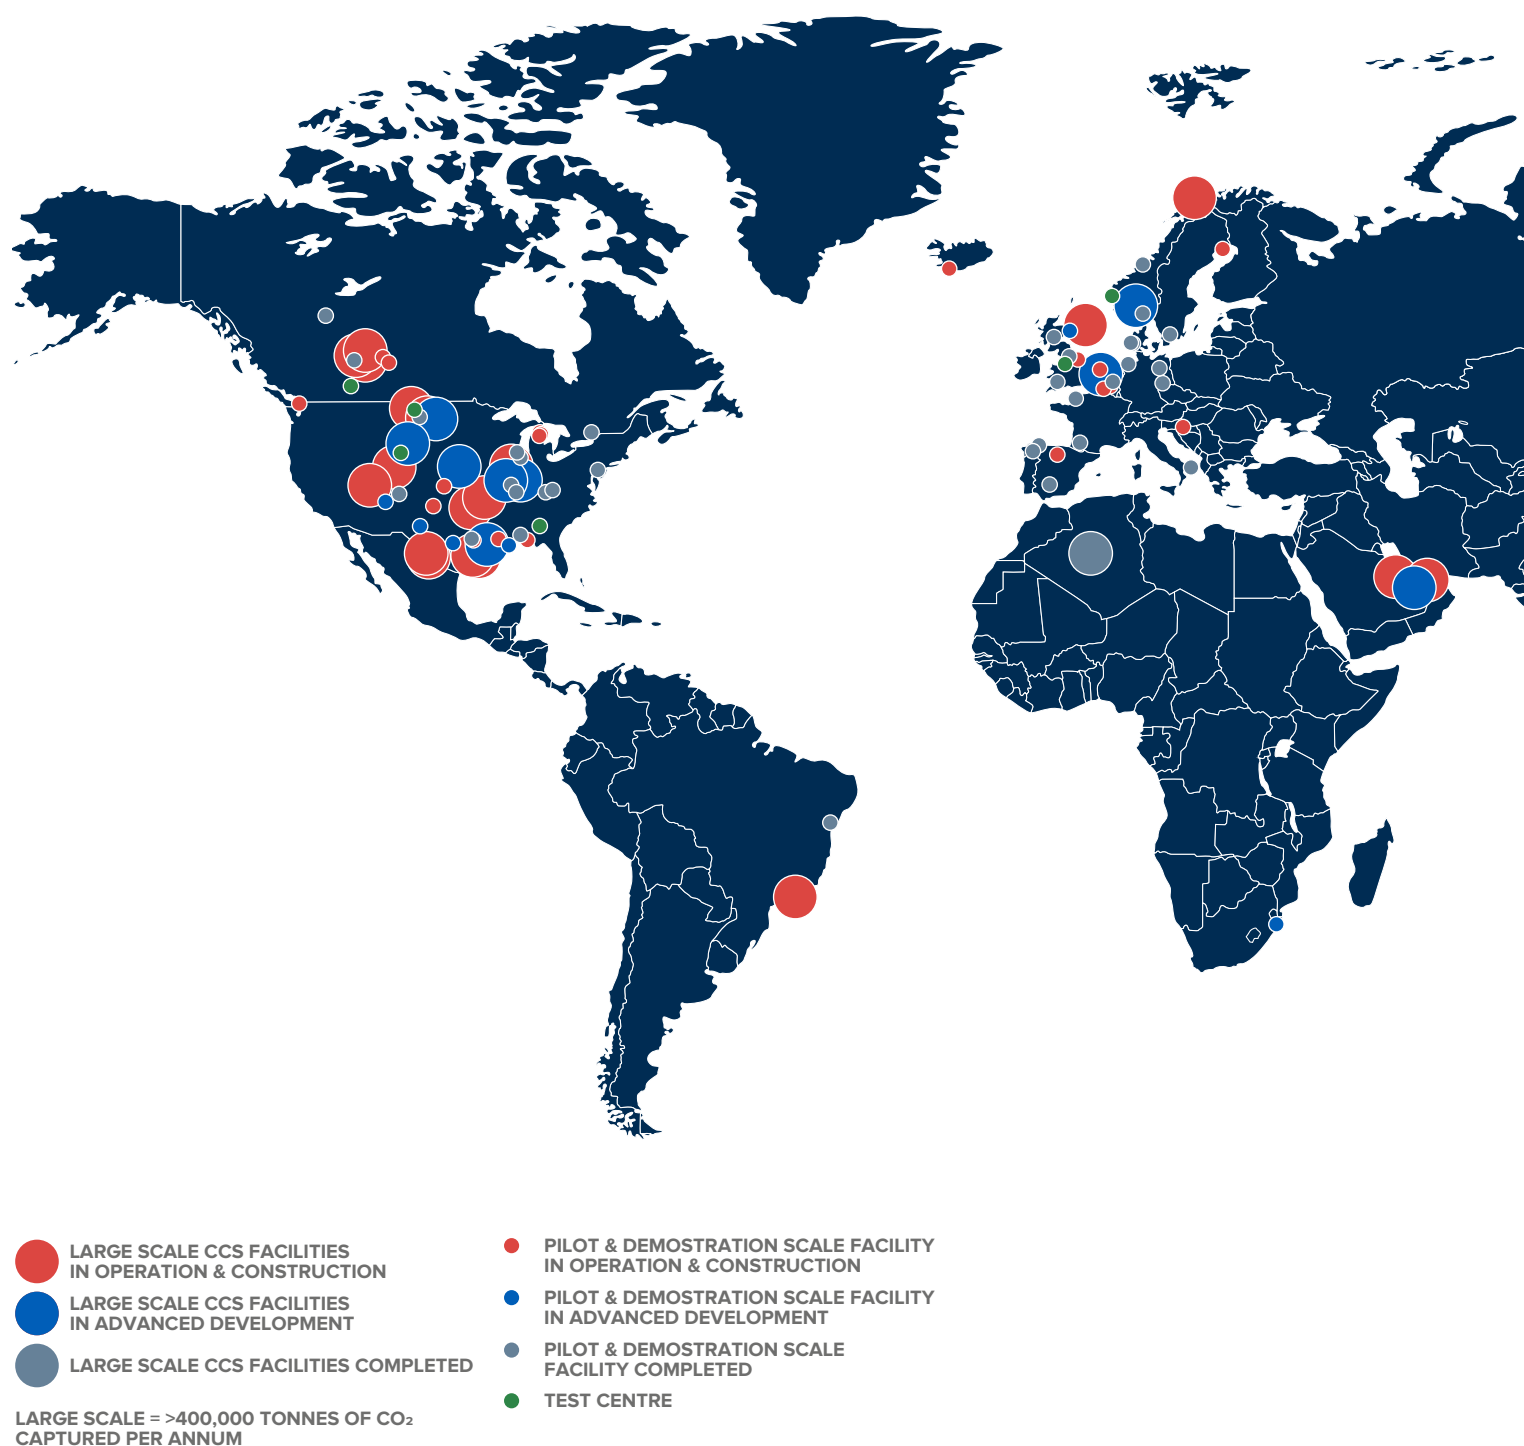 LARGE SCALE CCS FACILITIES
IN OPERATION & CONSTRUCTION
LARGE SCALE CCS FACILITIES
IN ADVANCED DEVELOPMENT
LARGE SCALE CCS FACILITIES COMPLETED
LARGE SCALE = >400,000 TONNES OF CO₂
CAPTURED PER ANNUM
PILOT & DEMOSTRATION SCALE FACILITY
IN OPERATION & CONSTRUCTION
PILOT & DEMOSTRATION SCALE FACILITY
IN ADVANCED DEVELOPMENT
PILOT & DEMOSTRATION SCALE
FACILITY COMPLETED
TEST CENTRE